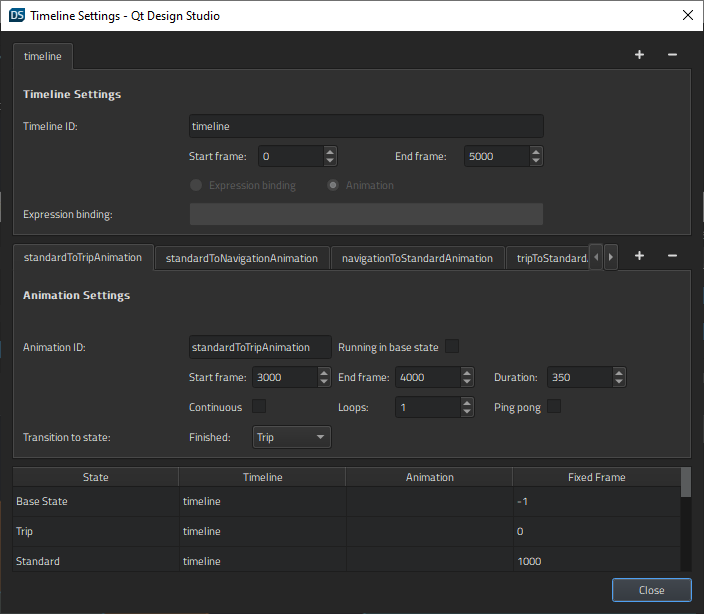 DS Timeline Settings - Qt Design Studio
timeline
Timeline Settings
Timeline ID: timeline
Start frame: 0 End frame: 5000
Expression binding Animation
Expression binding:
standardToTripAnimation standardToNavigationAnimation navigationToStandardAnimation tripToStandard
Animation Settings
Animation ID: standardToTripAnimation Running in base state
Start frame: 3000 End frame: 4000 Duration: 350
Continuous Loops: 1 Ping pong
Transition to state: Finished: Trip
State Timeline Animation Fixed Frame
Base State timeline -1
Trip timeline 0
Standard timeline 1000
Close